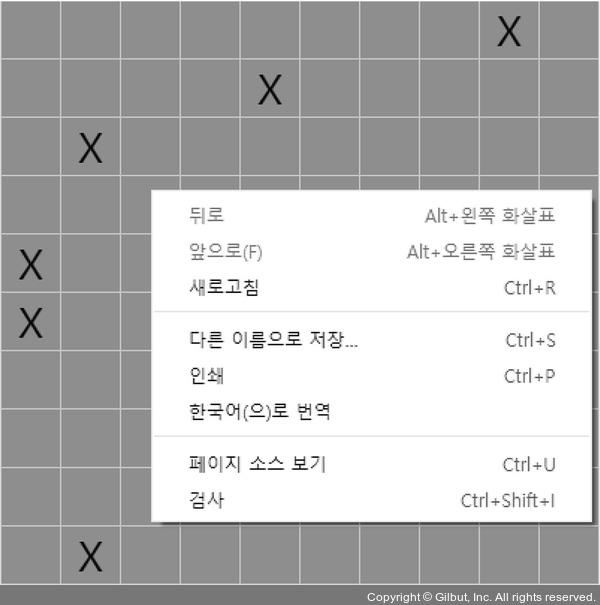 X
X
X
뒤로 Alt+왼쪽 화살표
앞으로(F) Alt+오른쪽 화살표
X
새로고침 Ctrl+R
X
다른 이름으로 저장... Ctrl+S
인쇄 Ctrl+P
한국어(으)로 번역
페이지 소스 보기 Ctrl+U
검사 Ctrl+Shift+I
X
Copyright © Gilbut, Inc. All rights reserved.